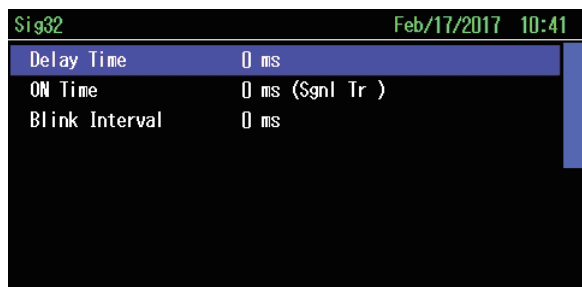 Sig32 Feb/17/2017 10:41
Delay Time 0 ms
ON Time 0 ms (Sgnl Tr )
Blink Interval 0 ms